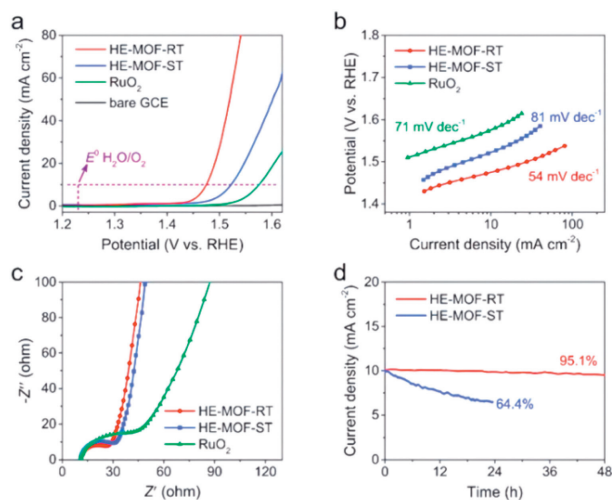 a
Current density (mA cm⁻²)
80
60
40
20
10
0
HE-MOF-RT
HE-MOF-ST
RuO₂
bare GCE
E⁰ H₂O/O₂
1.2 1.3 1.4 1.5 1.6
Potential (V vs. RHE)
b
Potential (V vs. RHE)
1.8
1.7
1.6
1.5
1.4
HE-MOF-RT
HE-MOF-ST
RuO₂
71 mV dec⁻¹
81 mV dec⁻¹
54 mV dec⁻¹
1 10 100
Current density (mA cm⁻²)
c
-Z'' (ohm)
100
80
60
40
20
0
HE-MOF-RT
HE-MOF-ST
RuO₂
0 30 60 90 120
Z' (ohm)
d
Current density (mA cm⁻²)
20
15
10
5
0
HE-MOF-RT
HE-MOF-ST
95.1%
64.4%
0 12 24 36 48
Time (h)